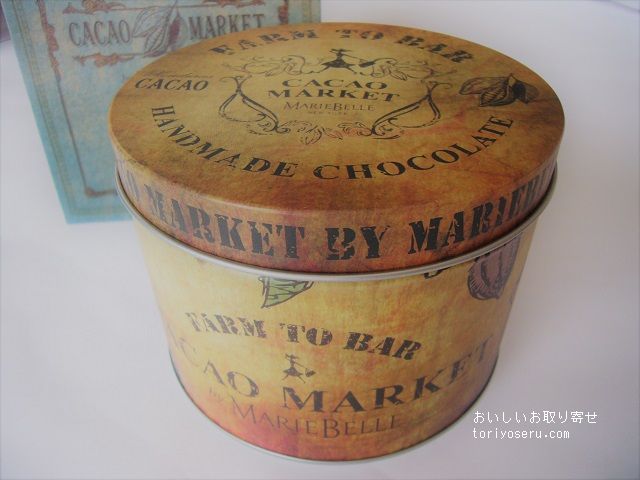 CACAO MARKET
FARM TO BAR
CACAO
CACAO
MARKET
MARIEBELLE
NEW YORK
HANDMADE CHOCOLATE
MARKET BY MARIEBEL
FARM TO BAR
CACAO MARKET
by MARIEBELLE
おいしいお取り寄せ
toriyoseru.com